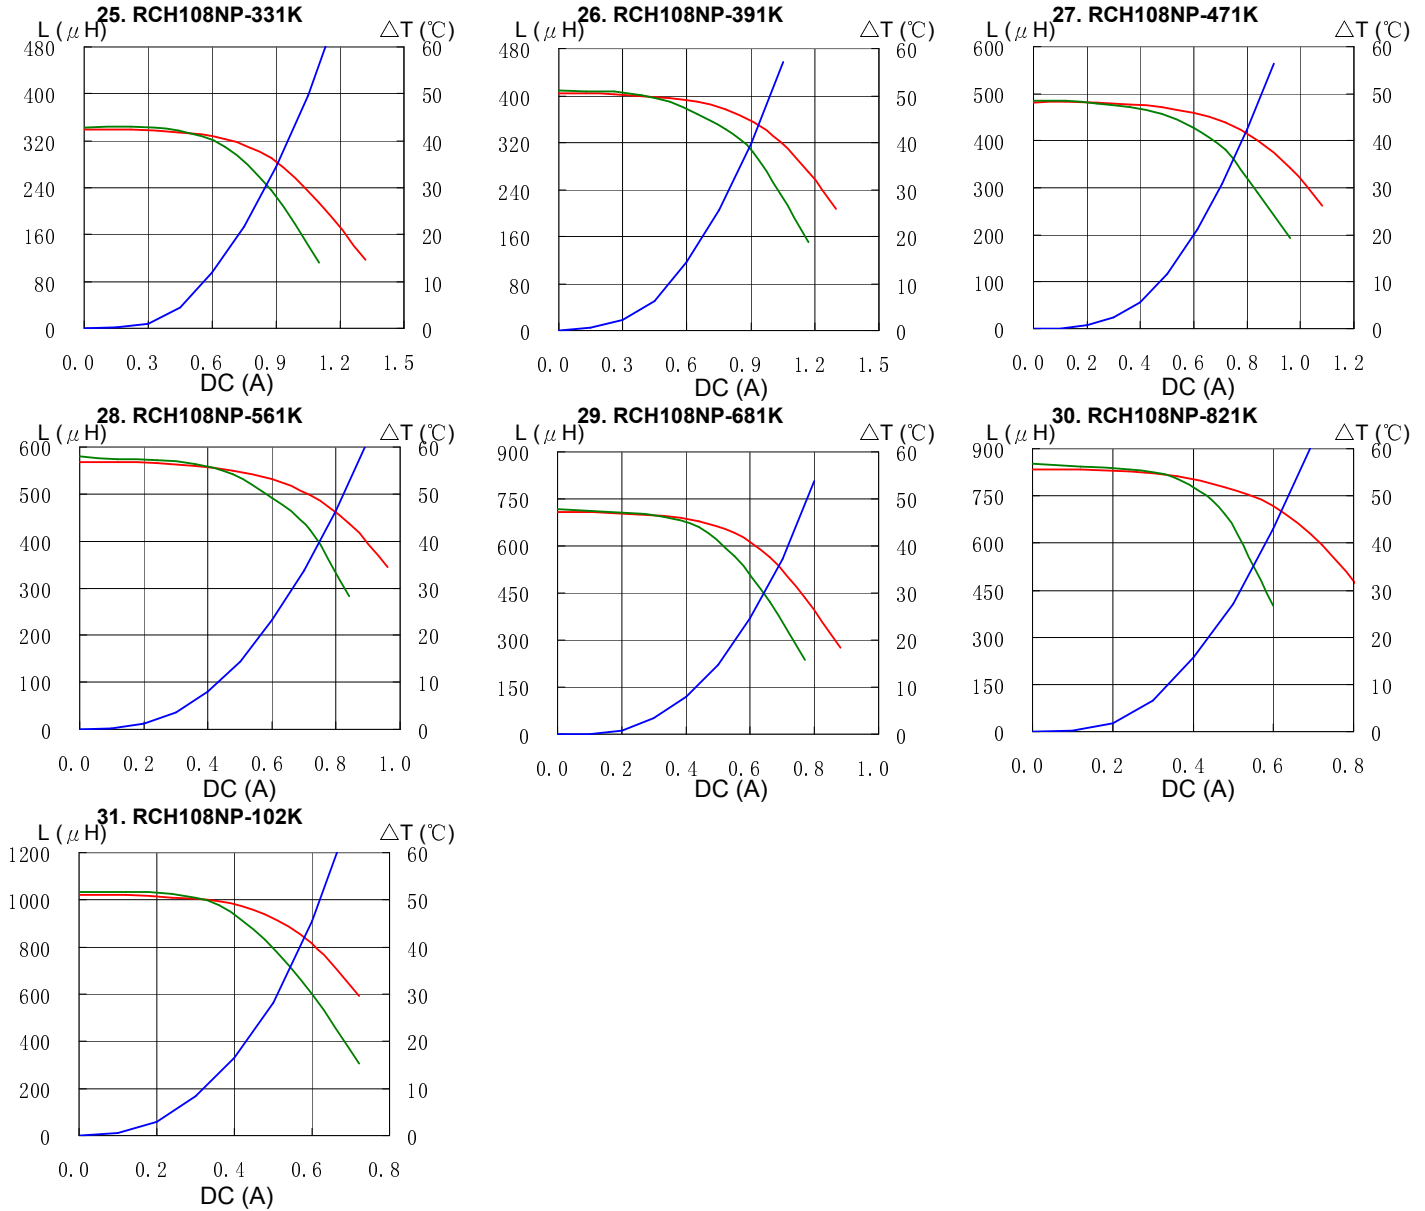 25. RCH108NP-331K
L (μH) △T (℃)
480 60
400 50
320 40
240 30
160 20
80 10
0 0
0.0 0.3 0.6 0.9 1.2 1.5
DC (A)
26. RCH108NP-391K
L (μH) △T (℃)
480 60
400 50
320 40
240 30
160 20
80 10
0 0
0.0 0.3 0.6 0.9 1.2 1.5
DC (A)
27. RCH108NP-471K
L (μH) △T (℃)
600 60
500 50
400 40
300 30
200 20
100 10
0 0
0.0 0.2 0.4 0.6 0.8 1.0 1.2
DC (A)
28. RCH108NP-561K
L (μH) △T (℃)
600 60
500 50
400 40
300 30
200 20
100 10
0 0
0.0 0.2 0.4 0.6 0.8 1.0
DC (A)
29. RCH108NP-681K
L (μH) △T (℃)
900 60
750 50
600 40
450 30
300 20
150 10
0 0
0.0 0.2 0.4 0.6 0.8 1.0
DC (A)
30. RCH108NP-821K
L (μH) △T (℃)
900 60
750 50
600 40
450 30
300 20
150 10
0 0
0.0 0.2 0.4 0.6 0.8
DC (A)
31. RCH108NP-102K
L (μH) △T (℃)
1200 60
1000 50
800 40
600 30
400 20
200 10
0 0
0.0 0.2 0.4 0.6 0.8
DC (A)